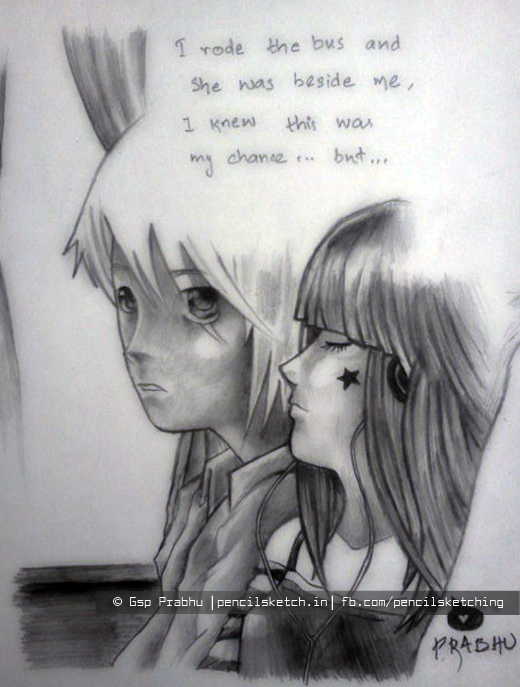 I rode the bus and
She was beside me,
I knew this was
my chance... but...
© Gsp Prabhu |pencilsketch.in| fb.com/pencilsketching
PRABHU